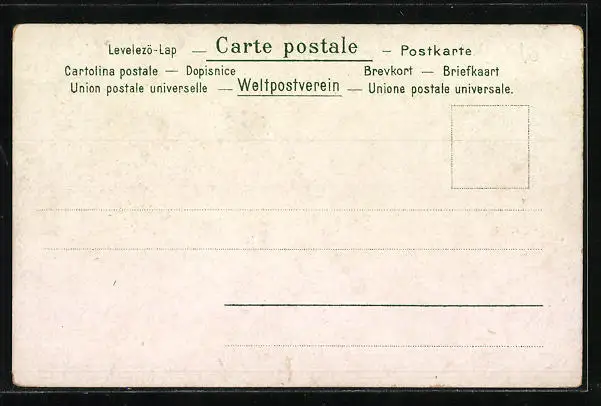 Levelezö-Lap — Carte postale – Postkarte
Cartolina postale — Dopisnice Brevkort — Briefkaart
Union postale universelle — Weltpostverein — Unione postale universale.